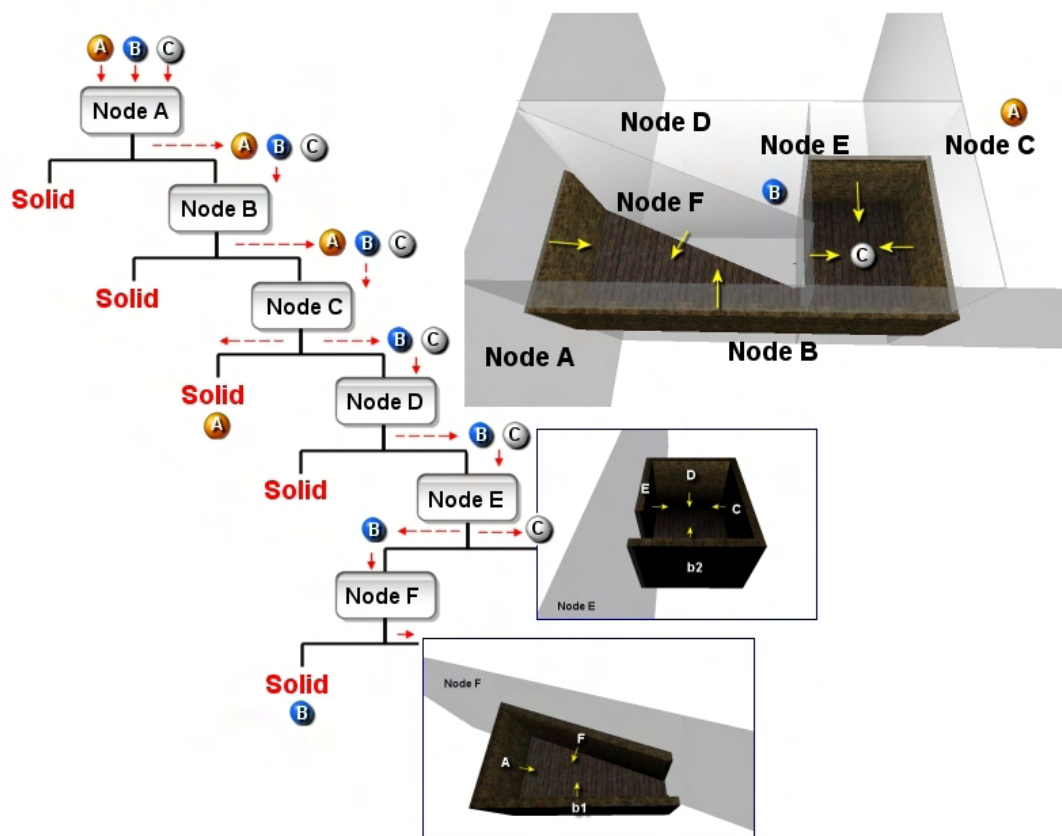 A B C
Node A
A B C
Solid
Node B
A B C
Solid
Node C
B C
Solid
A
Node D
B C
Solid
Node E
B
C
Node F
Solid
B
Node D
Node E
A
Node C
B
Node F
C
Node A
Node B
D
E
C
b2
Node E
Node F
F
A
b1